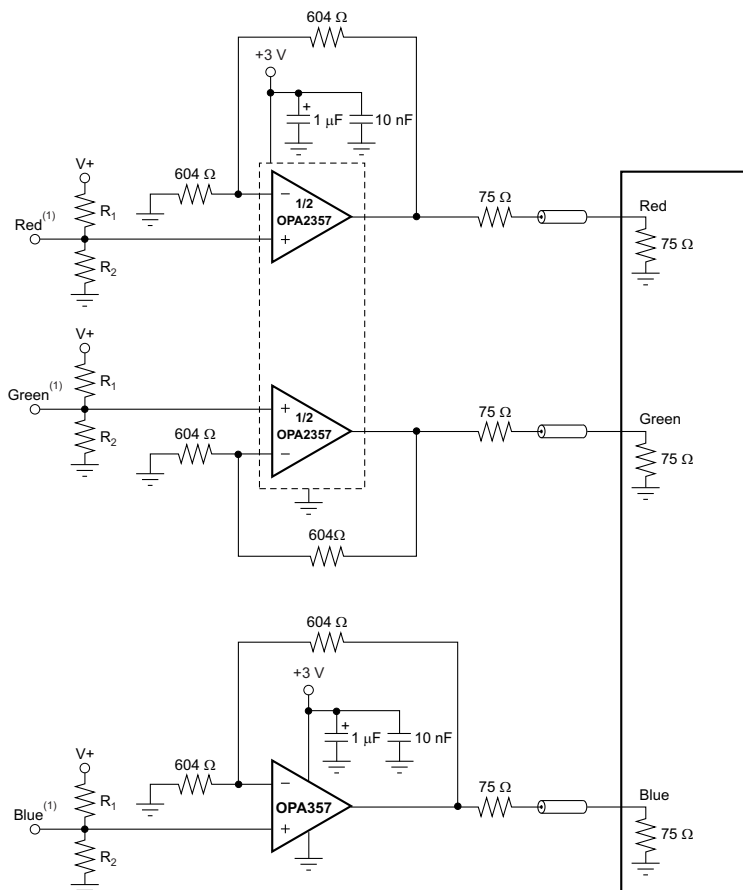 604 Ω
+3 V
+
1 μF
10 nF
604 Ω
V+
R1
Red(1)
R2
−
1/2
OPA2357
+
75 Ω
Red
75 Ω
V+
R1
Green(1)
R2
+
1/2
OPA2357
−
604 Ω
75 Ω
Green
75 Ω
604Ω
604 Ω
+3 V
+
1 μF
10 nF
604 Ω
V+
R1
Blue(1)
R2
−
OPA357
+
75 Ω
Blue
75 Ω